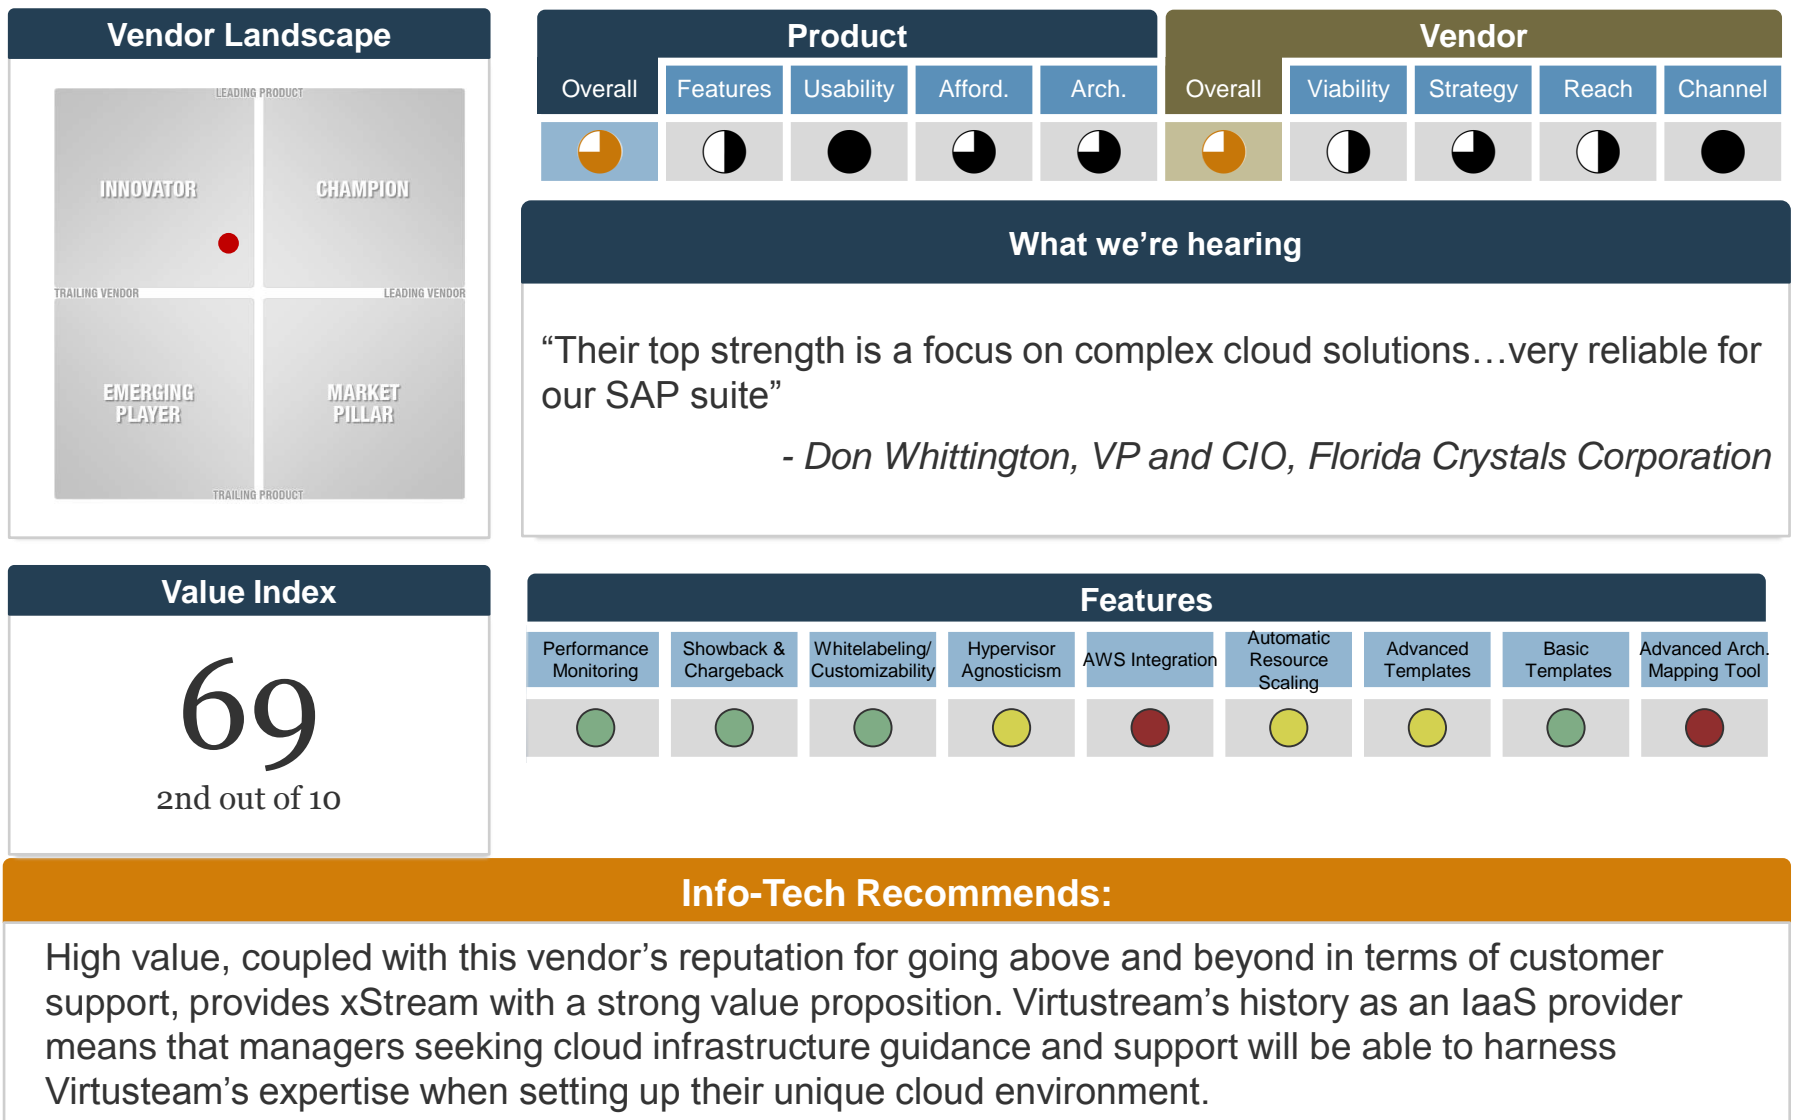 Vendor Landscape
LEADING PRODUCT
INNOVATOR
CHAMPION
TRAILING VENDOR
LEADING VENDOR
EMERGING
PLAYER
MARKET
PILLAR
TRAILING PRODUCT
Product
Vendor
Overall
Features
Usability
Afford.
Arch.
Overall
Viability
Strategy
Reach
Channel
What we’re hearing
“Their top strength is a focus on complex cloud solutions…very reliable for
our SAP suite”
- Don Whittington, VP and CIO, Florida Crystals Corporation
Value Index
69
2nd out of 10
Features
Performance
Monitoring
Showback &
Chargeback
Whitelabeling/
Customizability
Hypervisor
Agnosticism
AWS Integration
Automatic
Resource
Scaling
Advanced
Templates
Basic
Templates
Advanced Arch.
Mapping Tool
Info-Tech Recommends:
High value, coupled with this vendor’s reputation for going above and beyond in terms of customer
support, provides xStream with a strong value proposition. Virtustream’s history as an IaaS provider
means that managers seeking cloud infrastructure guidance and support will be able to harness
Virtusteam’s expertise when setting up their unique cloud environment.